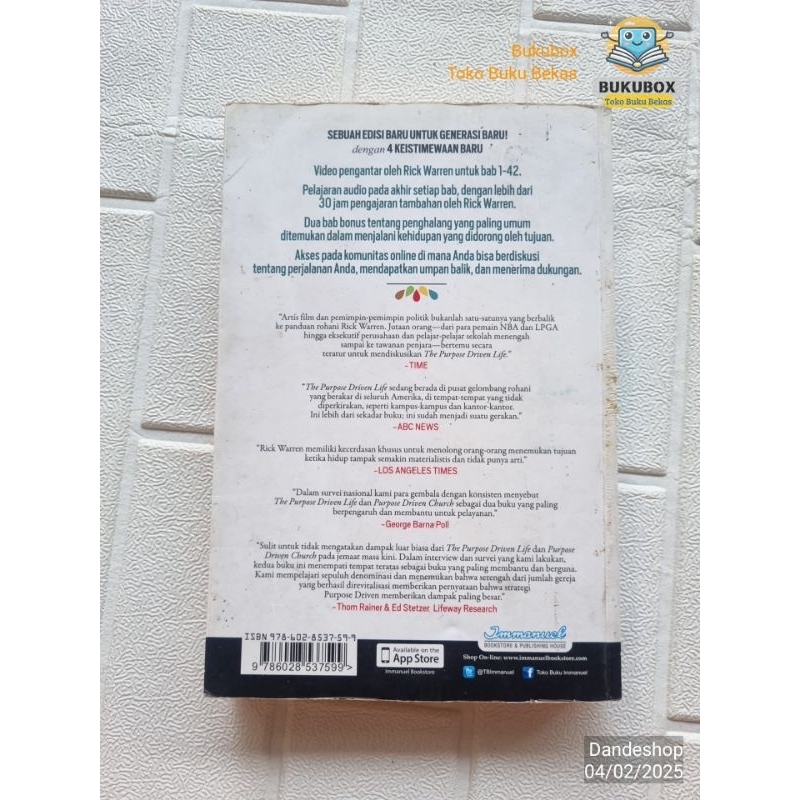 Bukubox
Toko Buku Bekas
BUKUBOX
Toko Buku Bekas
SEBUAH EDISI BARU UNTUK GENERASI BARU!
dengan 4 KEISTIMEWAAN BARU
Video pengantar oleh Rick Warren untuk bab 1-42.
Pelajaran audio pada akhir setiap bab, dengan lebih dari
30 jam pengajaran tambahan oleh Rick Warren.
Dua bab bonus tentang penghalang yang paling umum
ditemukan dalam menjalani kehidupan yang didorong oleh tujuan.
Akses pada komunitas online di mana Anda bisa berdiskusi
tentang perjalanan Anda, mendapatkan umpan balik, dan menerima dukungan.
"Artis film dan pemimpin-pemimpin politik bukanlah satu-satunya yang berbalik
ke panduan rohani Rick Warren. Jutaan orang—dari para pemain NBA dan LPGA
hingga eksekutif perusahaan dan pelajar-pelajar sekolah menengah
sampai ke tawanan penjara—bertemu secara
teratur untuk mendiskusikan The Purpose Driven Life."
–TIME
"The Purpose Driven Life sedang berada di pusat gelombang rohani
yang berakar di seluruh Amerika, di tempat-tempat yang tidak
diperkirakan, seperti kampus-kampus dan kantor-kantor.
Ini lebih dari sekadar buku; ini sudah menjadi suatu gerakan."
–ABC NEWS
"Rick Warren memiliki kecerdasan khusus untuk menolong orang-orang menemukan tujuan
ketika hidup tampak semakin materialistis dan tidak punya arti."
–LOS ANGELES TIMES
"Dalam survei nasional kami para gembala dengan konsisten menyebut
The Purpose Driven Life dan Purpose Driven Church sebagai dua buku yang paling
berpengaruh dan membantu untuk pelayanan."
–George Barna Poll
"Sulit untuk tidak mengatakan dampak luar biasa dari The Purpose Driven Life dan Purpose
Driven Church pada jemaat masa kini. Dalam interview dan survei yang kami lakukan,
kedua buku ini menempati tempat teratas sebagai buku yang paling membantu dan berguna.
Kami mempelajari sepuluh denominasi dan menemukan bahwa setengah dari jumlah gereja
yang berhasil direvitalisasi memberikan pernyataan bahwa strategi
Purpose Driven memberikan dampak paling besar."
–Thom Rainer & Ed Stetzer, Lifeway Research
ISBN 978-602-8537-59-9
9 786028 537599 >
Available on the
App Store
Immanuel Bookstore
Immanuel
BOOKSTORE & PUBLISHING HOUSE
Shop On-line: www.immanuelbookstore.com
@TBImmanuel
Toko Buku Immanuel
Dandeshop
04/02/2025